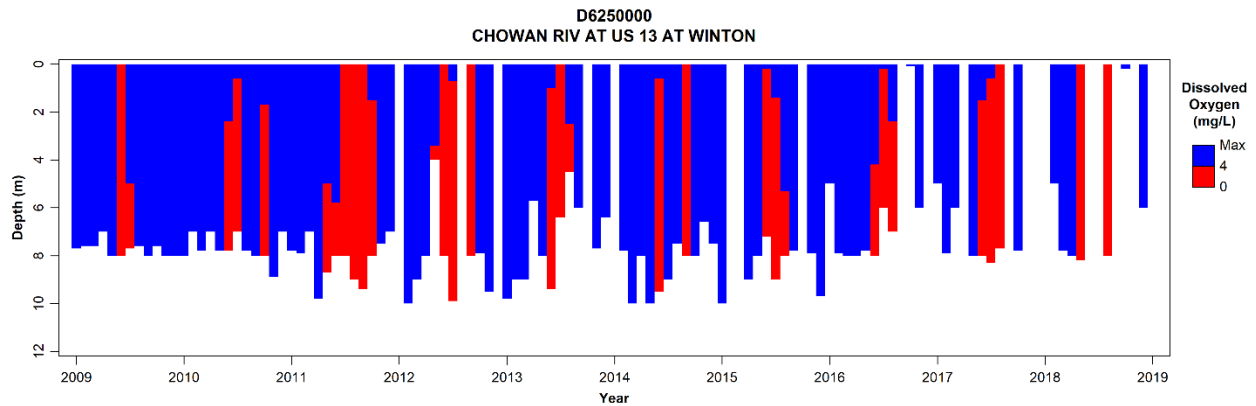 D6250000
CHOWAN RIV AT US 13 AT WINTON
0
2
4
6
8
10
12
Depth (m)
2009 2010 2011 2012 2013 2014 2015 2016 2017 2018 2019
Year
Dissolved
Oxygen
(mg/L)
Max
4
0